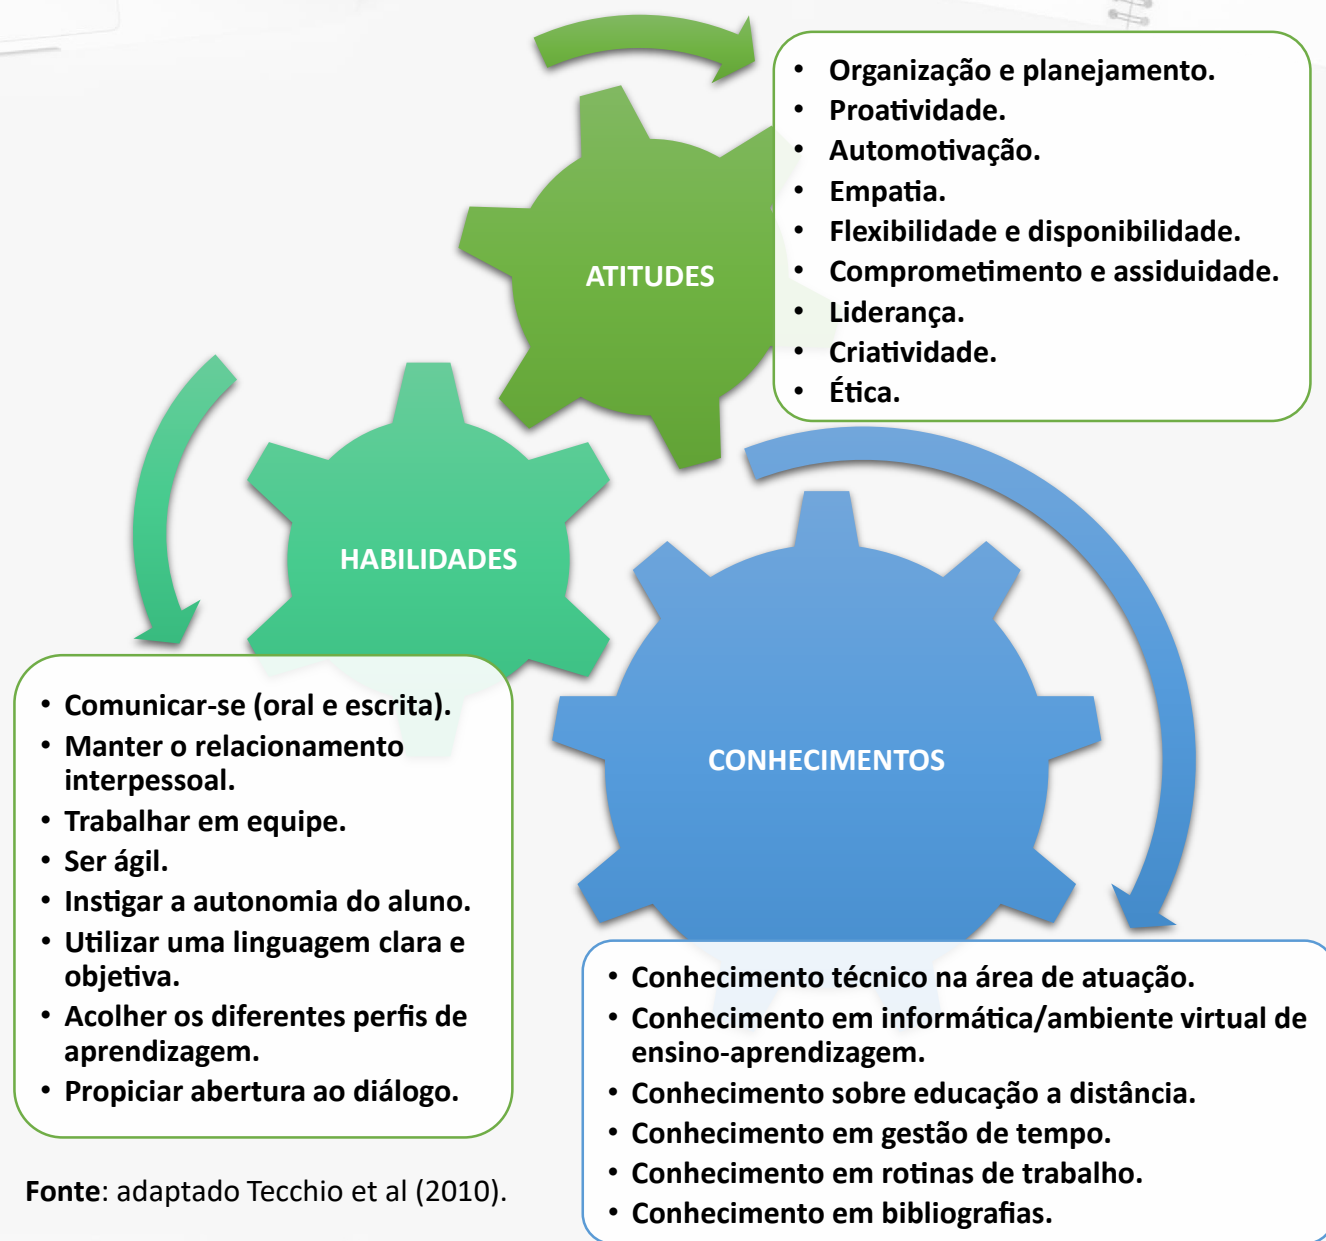 • Organização e planejamento.
• Proatividade.
• Automotivação.
• Empatia.
• Flexibilidade e disponibilidade.
• Comprometimento e assiduidade.
• Liderança.
• Criatividade.
• Ética.
ATITUDES
HABILIDADES
• Comunicar-se (oral e escrita).
• Manter o relacionamento
interpessoal.
• Trabalhar em equipe.
• Ser ágil.
• Instigar a autonomia do aluno.
• Utilizar uma linguagem clara e
objetiva.
• Acolher os diferentes perfis de
aprendizagem.
• Propiciar abertura ao diálogo.
CONHECIMENTOS
• Conhecimento técnico na área de atuação.
• Conhecimento em informática/ambiente virtual de
ensino-aprendizagem.
• Conhecimento sobre educação a distância.
• Conhecimento em gestão de tempo.
• Conhecimento em rotinas de trabalho.
• Conhecimento em bibliografias.
Fonte: adaptado Tecchio et al (2010).